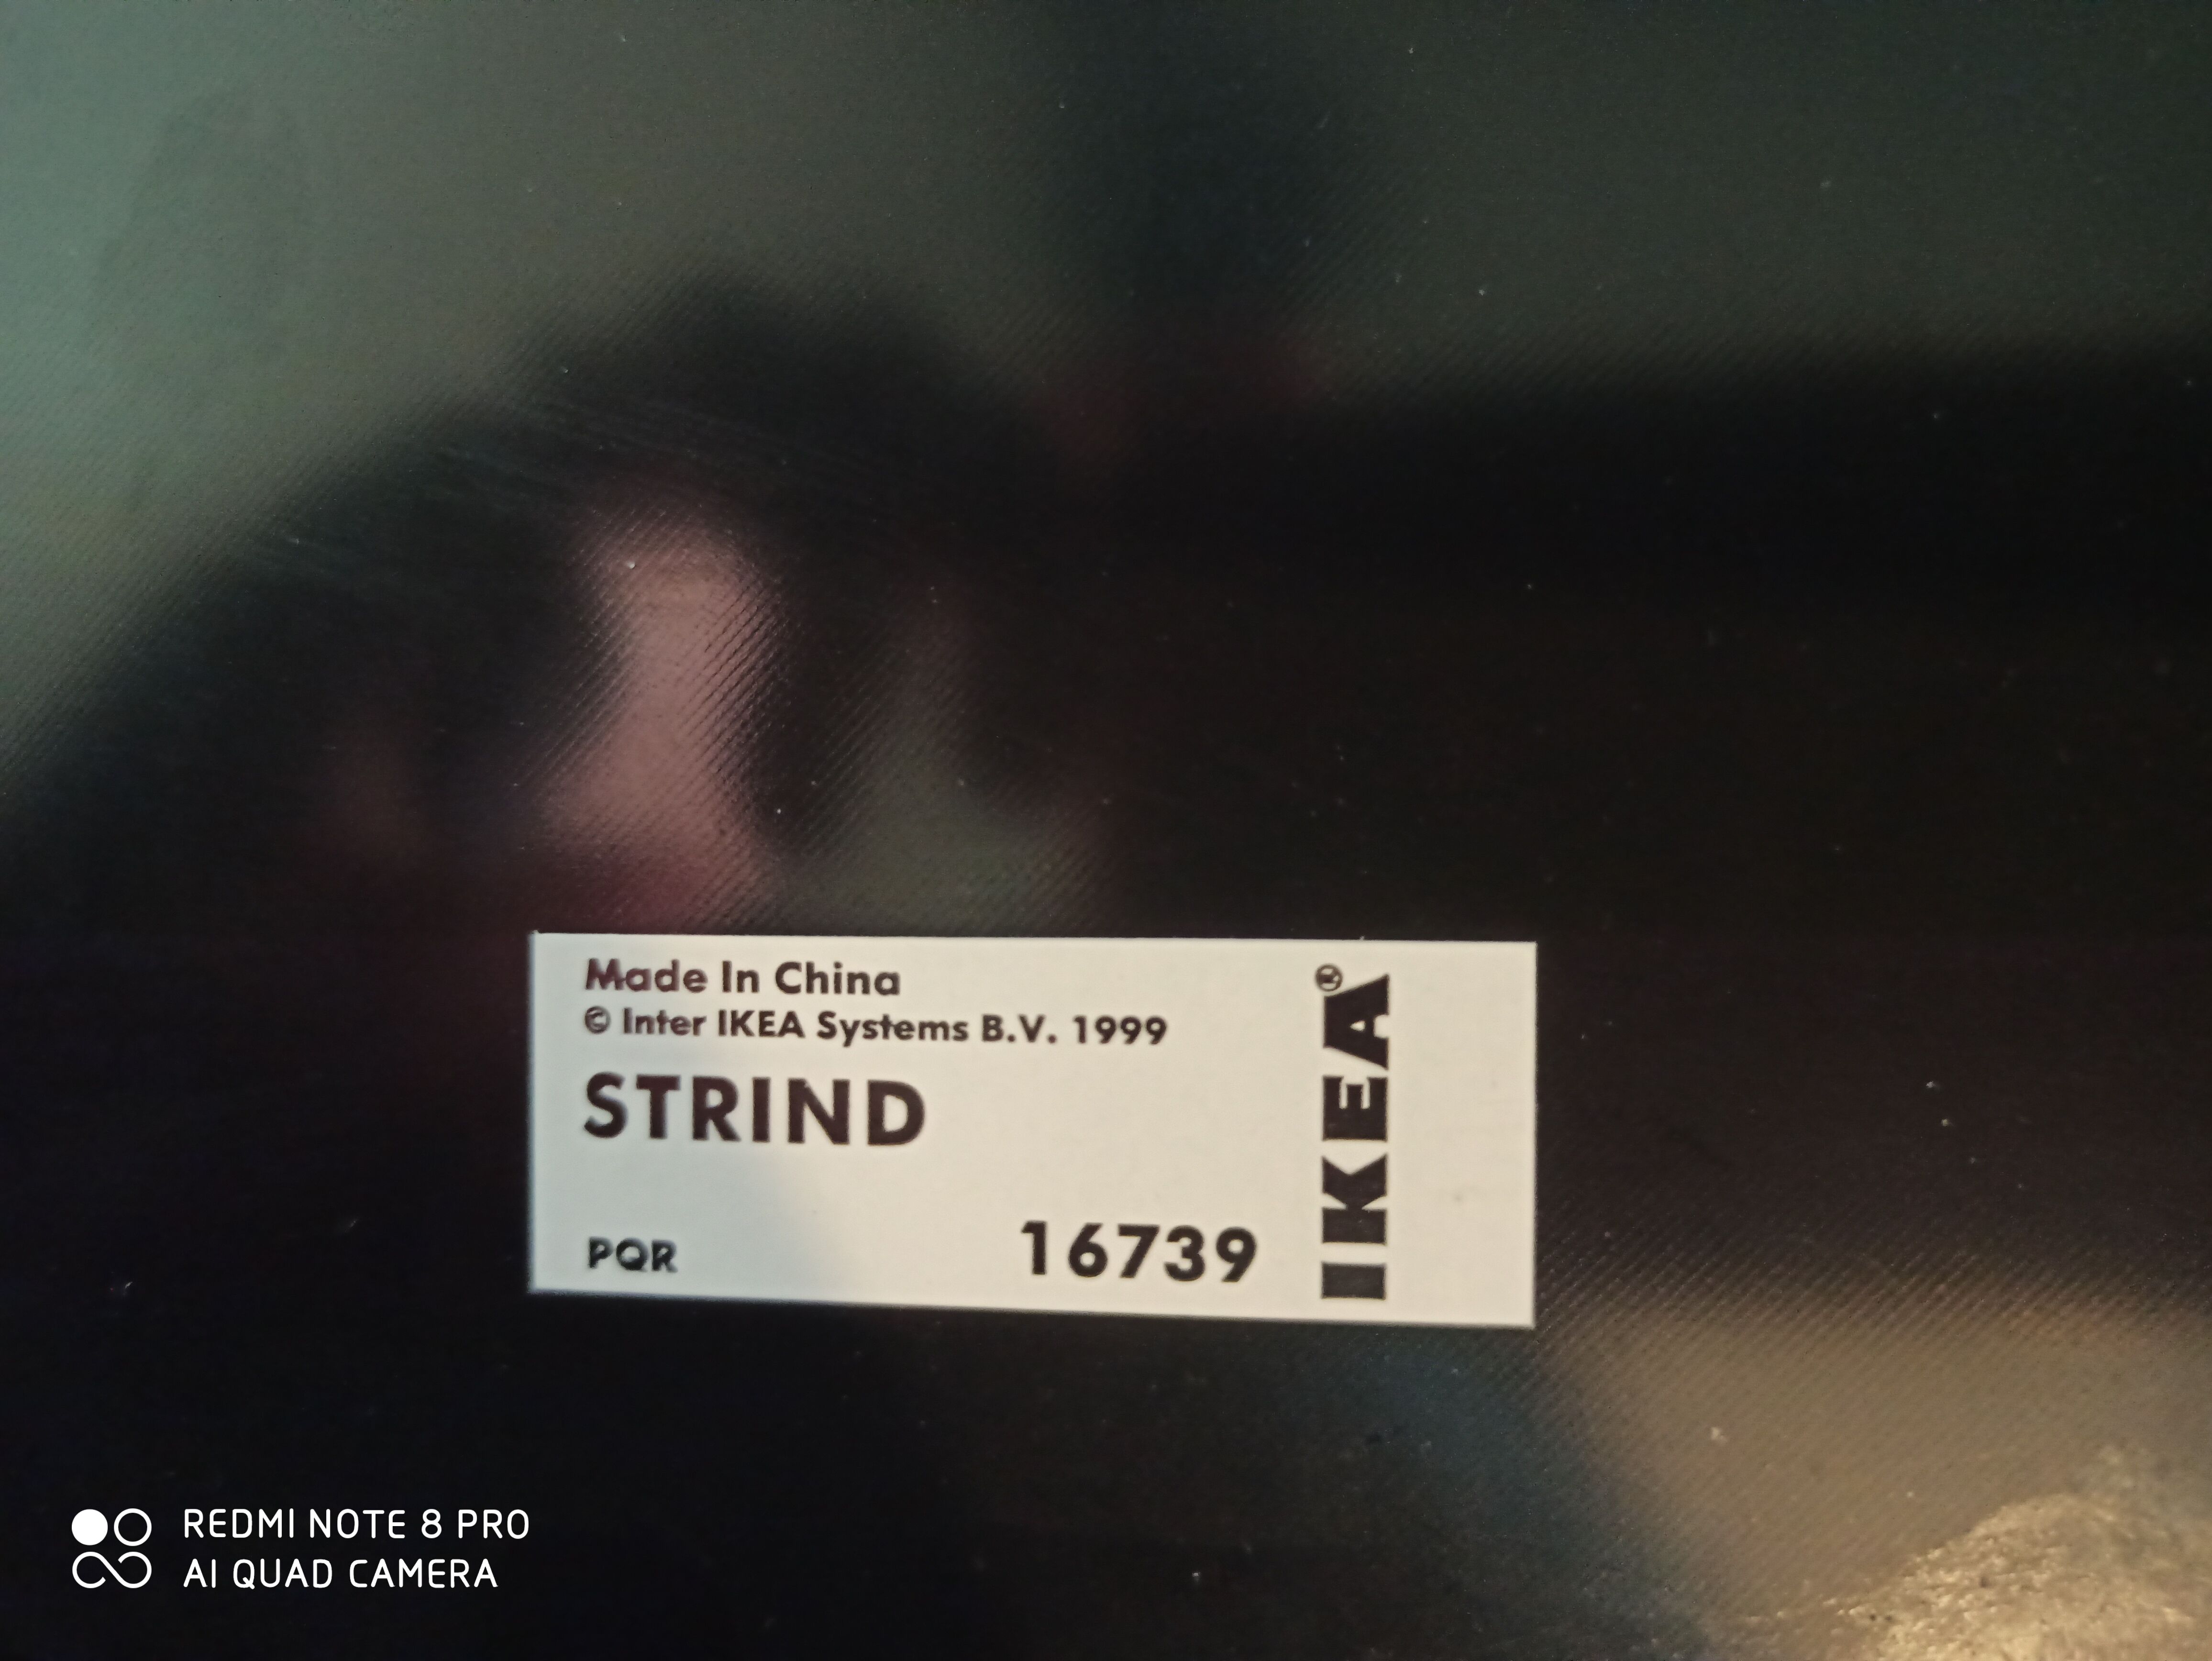 Made In China
© Inter IKEA Systems B.V. 1999
STRIND
PQR 16739
IKEA®
REDMI NOTE 8 PRO
AI QUAD CAMERA